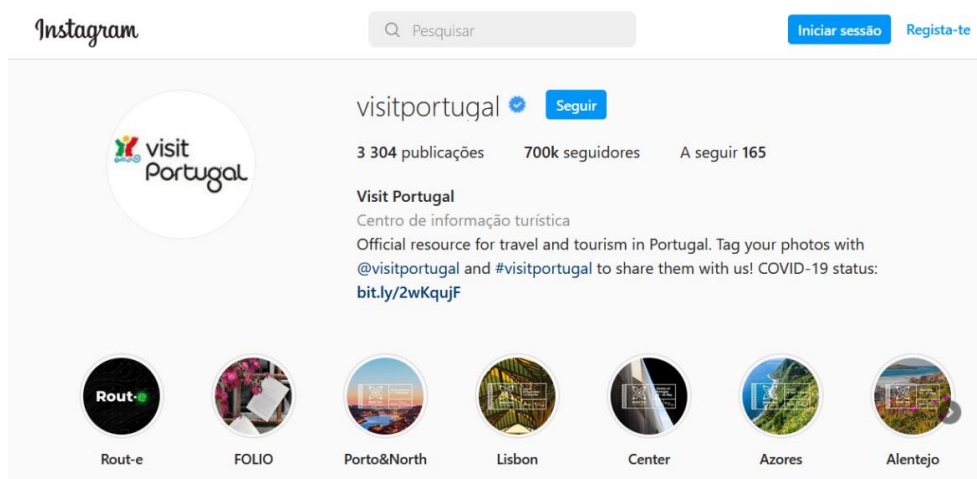 Instagram
Pesquisar
Iniciar sessão
Regista-te
visit
Portugal
visitportugal
Seguir
3 304 publicações 700k seguidores A seguir 165
Visit Portugal
Centro de informação turística
Official resource for travel and tourism in Portugal. Tag your photos with
@visitportugal and #visitportugal to share them with us! COVID-19 status:
bit.ly/2wKqujF
Rout-e
Rout-e FOLIO Porto&North Lisbon Center Azores Alentejo